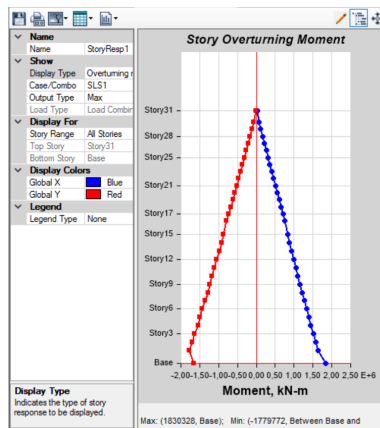 Story Overturning Moment
Name
Name StoryResp1
Show
Display Type Overturning r
Case/Combo SLS1
Output Type Max
Load Type Load Combin
Display For
Story Range All Stories
Top Story Story31
Bottom Story Base
Display Colors
Global X Blue
Global Y Red
Legend
Legend Type None
Story31
Story28
Story25
Story21
Story17
Story15
Story12
Story9
Story6
Story3
Base
-2,00 -1,50 -1,00 -0,50 0,00 0,50 1,00 1,50 2,00 2,50 E+6
Moment, kN-m
Display Type
Indicates the type of story
response to be displayed.
Max: (1830328, Base); Min: (-1779772, Between Base and